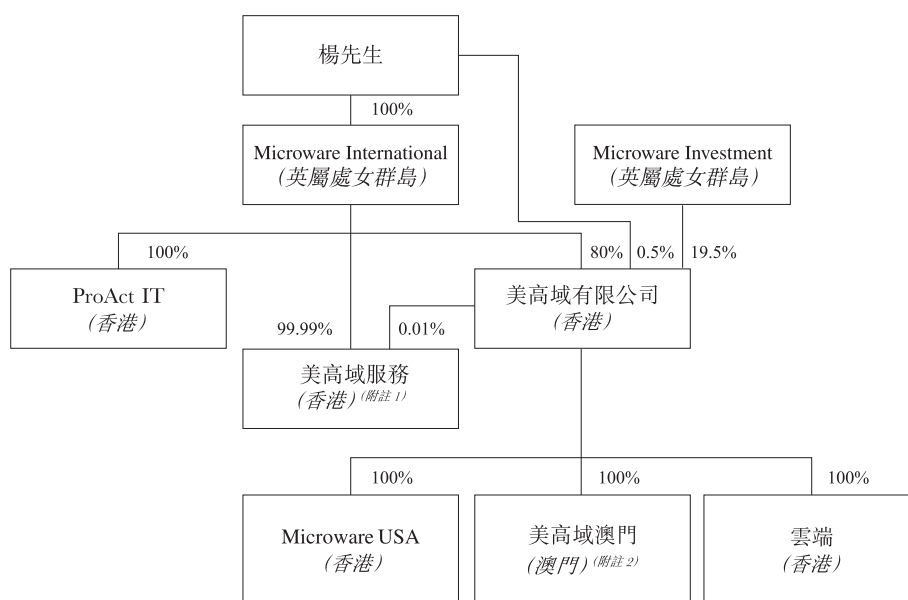 楊先生
100%
Microware International
（英屬處女群島）
Microware Investment
（英屬處女群島）
100%
80%
0.5%
19.5%
ProAct IT
（香港）
美高域有限公司
（香港）
99.99%
0.01%
美高域服務
（香港）（附註 1）
100%
100%
100%
Microware USA
（香港）
美高域澳門
（澳門）（附註 2）
雲端
（香港）